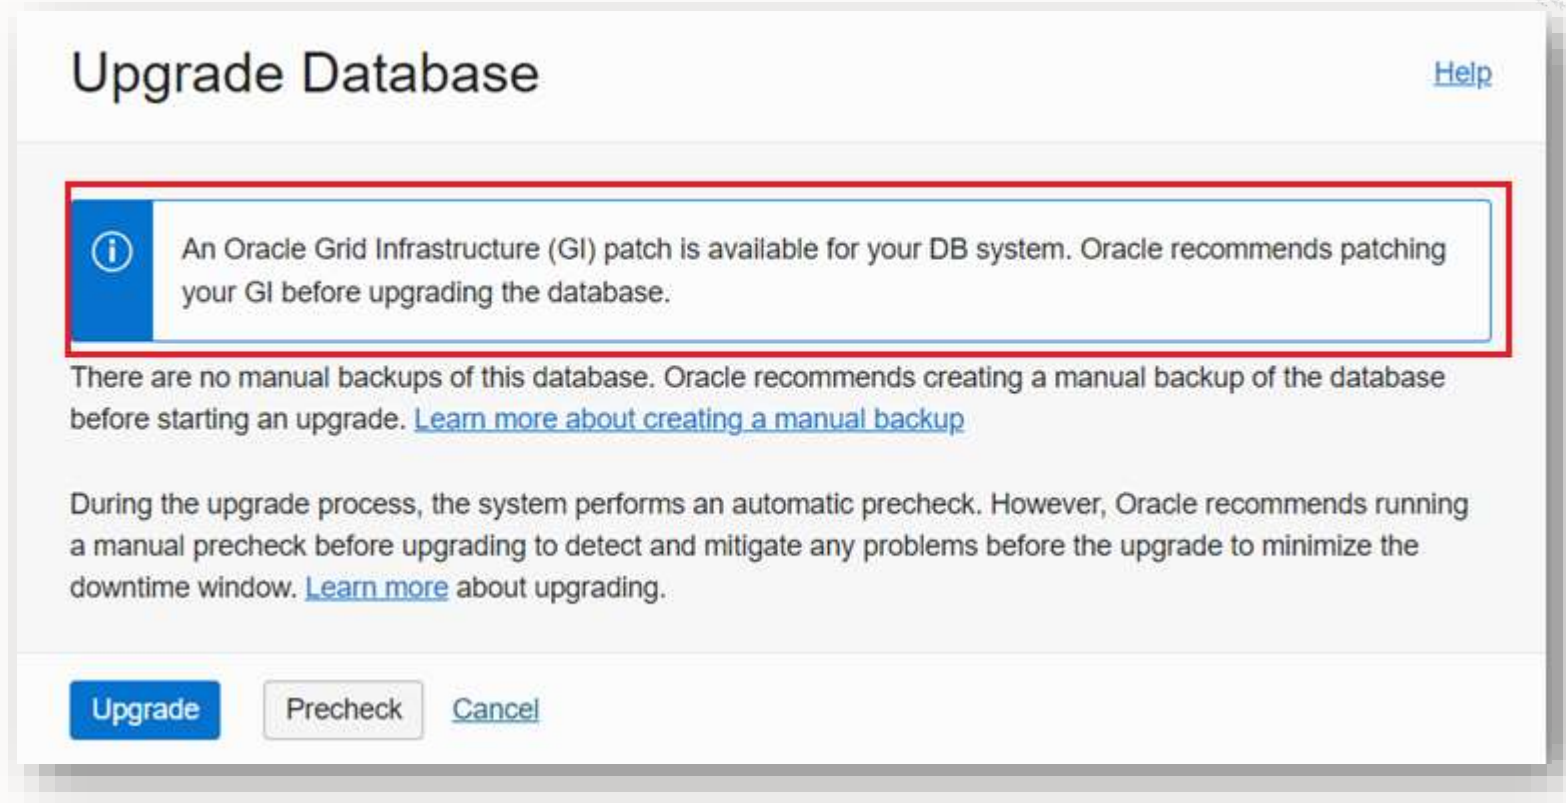 Upgrade Database
Help
An Oracle Grid Infrastructure (GI) patch is available for your DB system. Oracle recommends patching
your GI before upgrading the database.
There are no manual backups of this database. Oracle recommends creating a manual backup of the database
before starting an upgrade. Learn more about creating a manual backup
During the upgrade process, the system performs an automatic precheck. However, Oracle recommends running
a manual precheck before upgrading to detect and mitigate any problems before the upgrade to minimize the
downtime window. Learn more about upgrading.
Upgrade Precheck Cancel